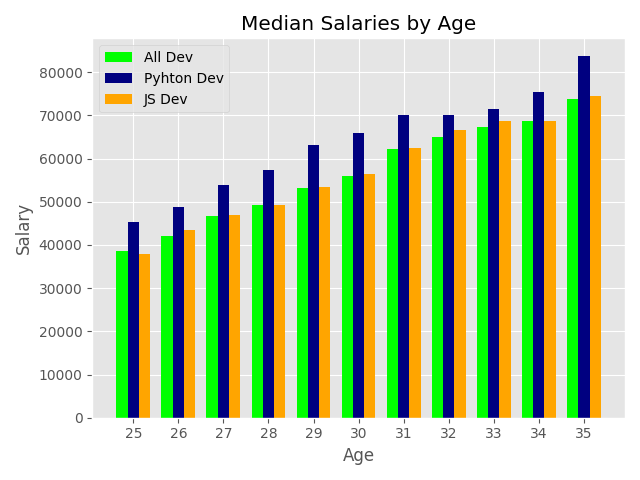 Median Salaries by Age
All Dev
Pyhton Dev
JS Dev
80000
70000
60000
50000
40000
30000
20000
10000
0
Salary
25 26 27 28 29 30 31 32 33 34 35
Age